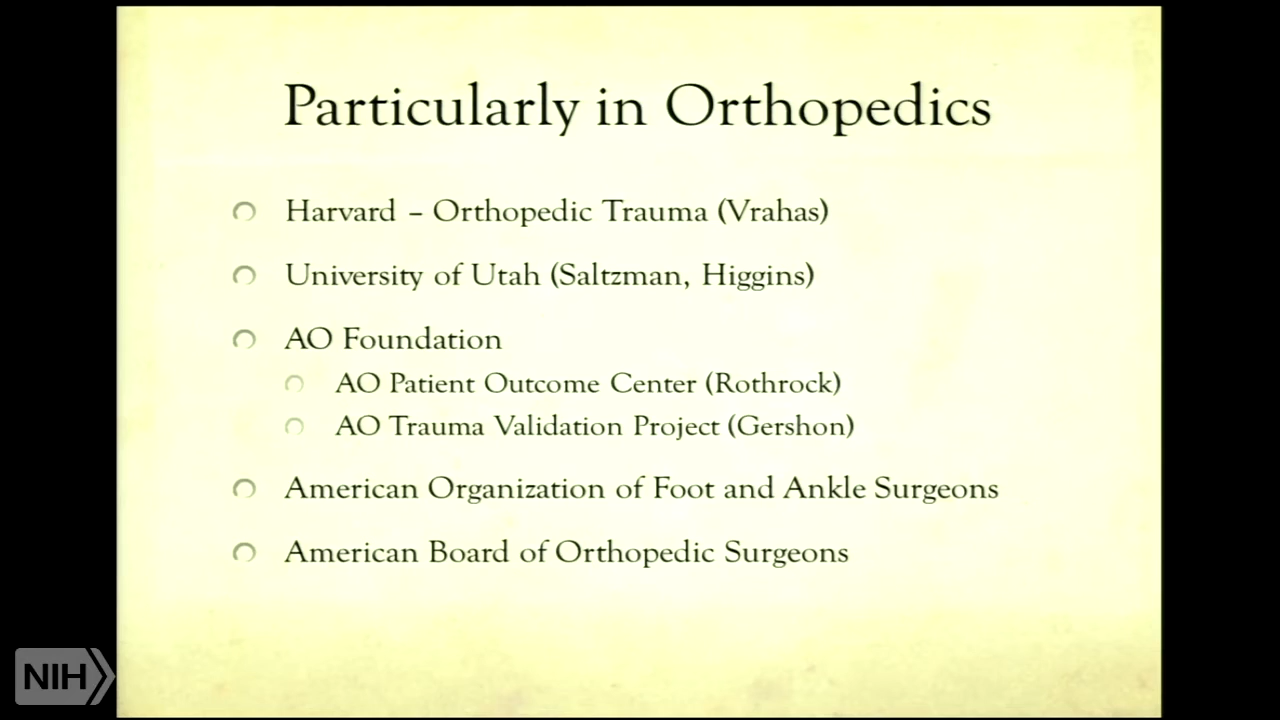 Particularly in Orthopedics
Harvard – Orthopedic Trauma (Vrahas)
University of Utah (Saltzman, Higgins)
AO Foundation
AO Patient Outcome Center (Rothrock)
AO Trauma Validation Project (Gershon)
American Organization of Foot and Ankle Surgeons
American Board of Orthopedic Surgeons
NIH